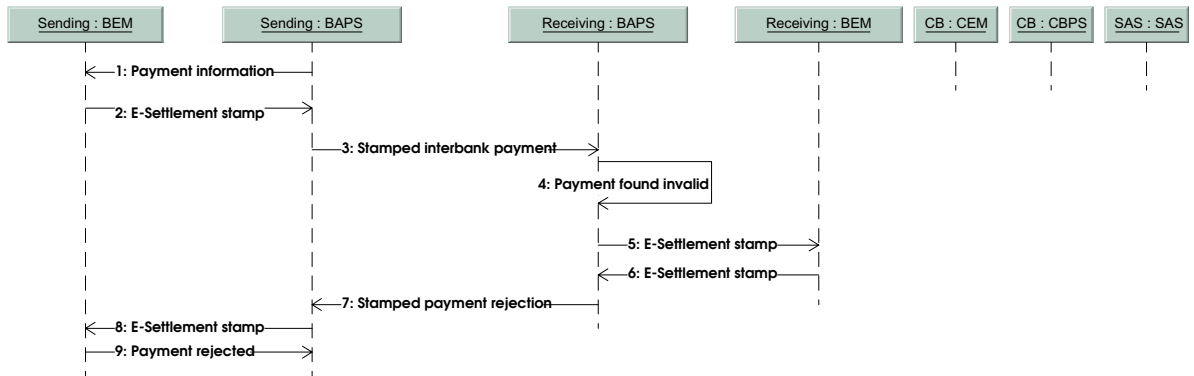 Sending : BEM
Sending : BAPS
Receiving : BAPS
Receiving : BEM
CB : CEM
CB : CBPS
SAS : SAS
1: Payment information
2: E-Settlement stamp
3: Stamped interbank payment
4: Payment found invalid
5: E-Settlement stamp
6: E-Settlement stamp
7: Stamped payment rejection
8: E-Settlement stamp
9: Payment rejected